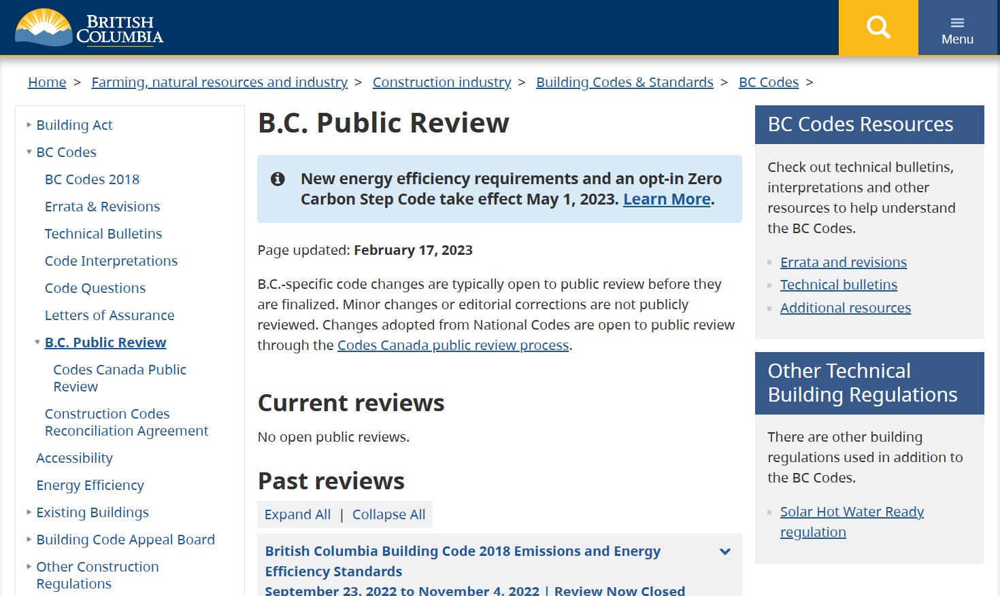 BRITISH
COLUMBIA
Menu
Home > Farming, natural resources and industry > Construction industry > Building Codes & Standards > BC Codes >
Building Act
BC Codes
BC Codes 2018
Errata & Revisions
Technical Bulletins
Code Interpretations
Code Questions
Letters of Assurance
B.C. Public Review
Codes Canada Public
Review
Construction Codes
Reconciliation Agreement
Accessibility
Energy Efficiency
Existing Buildings
Building Code Appeal Board
Other Construction
Regulations
B.C. Public Review
New energy efficiency requirements and an opt-in Zero
Carbon Step Code take effect May 1, 2023. Learn More.
Page updated: February 17, 2023
B.C.-specific code changes are typically open to public review before they
are finalized. Minor changes or editorial corrections are not publicly
reviewed. Changes adopted from National Codes are open to public review
through the Codes Canada public review process.
Current reviews
No open public reviews.
Past reviews
Expand All | Collapse All
British Columbia Building Code 2018 Emissions and Energy
Efficiency Standards
September 23, 2022 to November 4, 2022 | Review Now Closed
BC Codes Resources
Check out technical bulletins,
interpretations and other
resources to help understand
the BC Codes.
Errata and revisions
Technical bulletins
Additional resources
Other Technical
Building Regulations
There are other building
regulations used in addition to
the BC Codes.
Solar Hot Water Ready
regulation